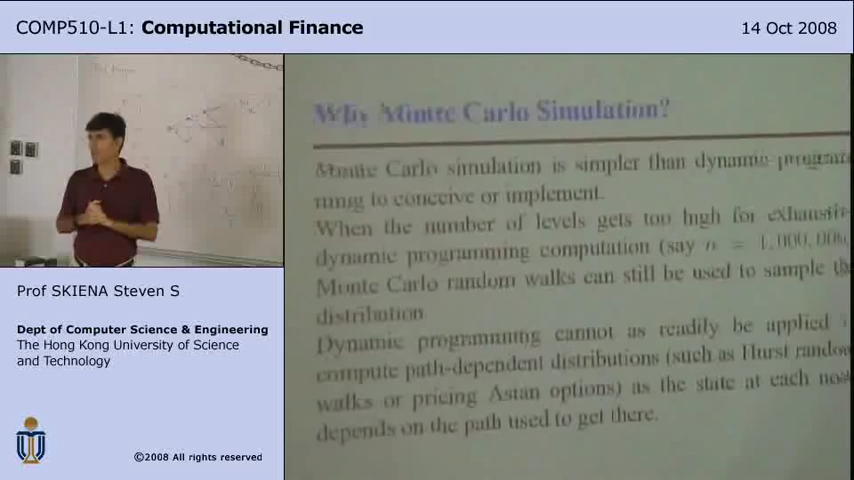 COMP510-L1: Computational Finance
14 Oct 2008
Why Monte Carlo Simulation?
Monte Carlo simulation is simpler than dynamic program
ming to conceive or implement.
When the number of levels gets too high for exhaustiv
dynamic programming computation (say n = 1,000,000,
Monte Carlo random walks can still be used to sample th
distribution
Dynamic programming cannot as readily be applied
compute path-dependent distributions (such as Hurst random
walks or pricing Asian options) as the state at each node
depends on the path used to get there.
Prof SKIENA Steven S
Dept of Computer Science & Engineering
The Hong Kong University of Science
and Technology
©2008 All rights reserved